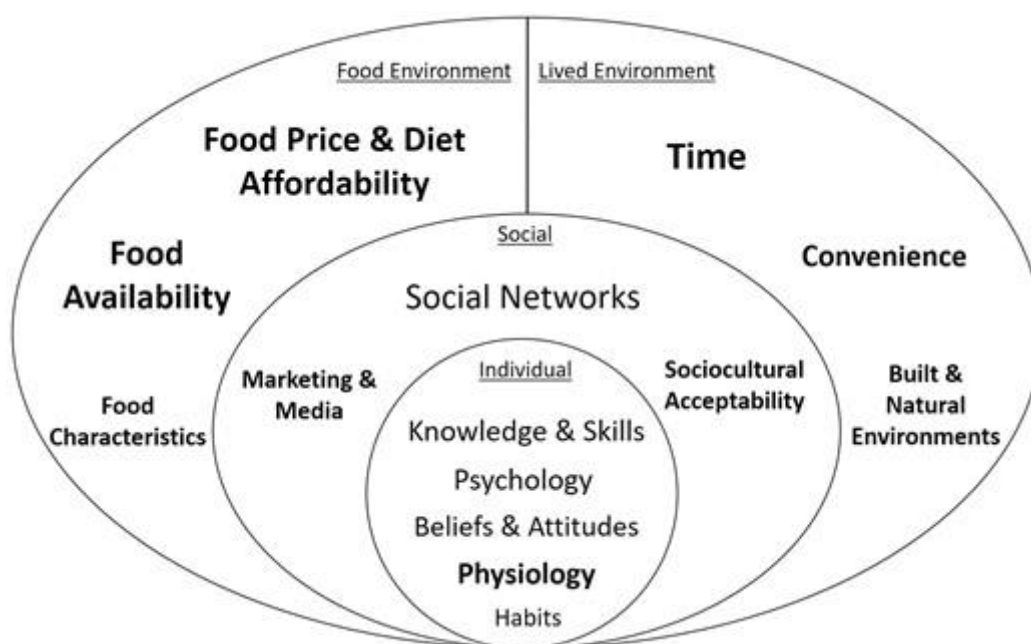 Food Environment
Lived Environment
Food Price & Diet
Affordability
Time
Food
Availability
Convenience
Social
Social Networks
Marketing &
Media
Sociocultural
Acceptability
Food
Characteristics
Built &
Natural
Environments
Individual
Knowledge & Skills
Psychology
Beliefs & Attitudes
Physiology
Habits